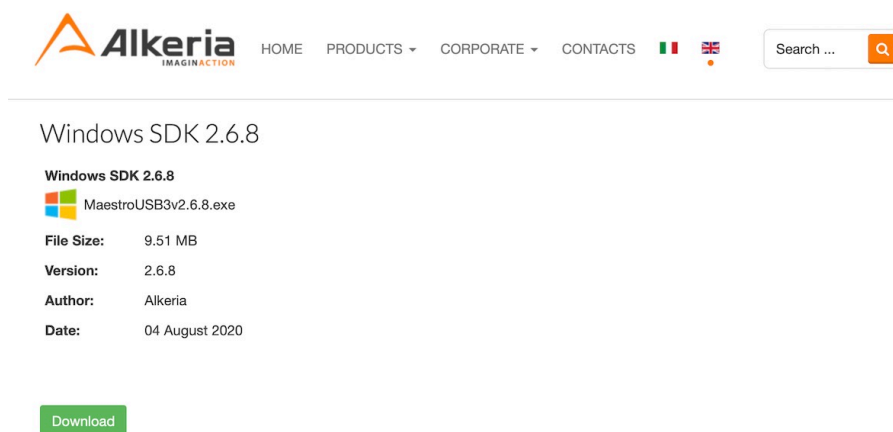 Alkeria
IMAGINACTION
HOME PRODUCTS CORPORATE CONTACTS Search ...
Windows SDK 2.6.8
Windows SDK 2.6.8
MaestroUSB3v2.6.8.exe
File Size: 9.51 MB
Version: 2.6.8
Author: Alkeria
Date: 04 August 2020
Download